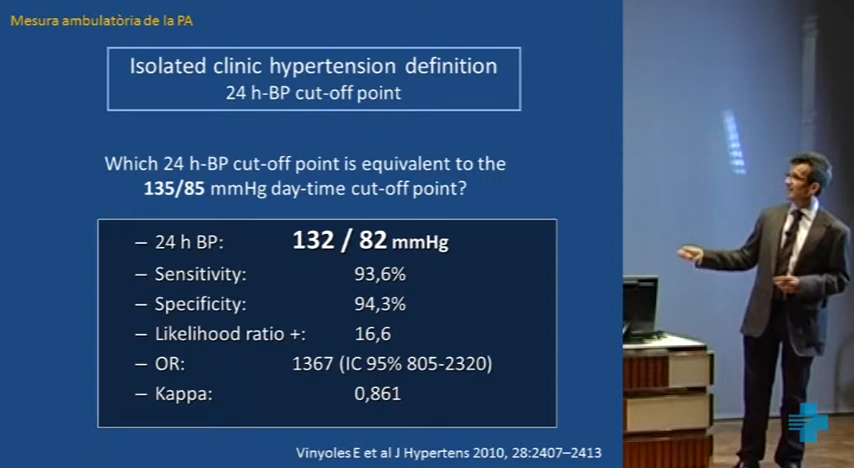 Mesura ambulatòria de la PA
Isolated clinic hypertension definition
24 h-BP cut-off point
Which 24 h-BP cut-off point is equivalent to the
135/85 mmHg day-time cut-off point?
– 24 h BP: 132 / 82 mmHg
– Sensitivity: 93,6%
– Specificity: 94,3%
– Likelihood ratio +: 16,6
– OR: 1367 (IC 95% 805-2320)
– Kappa: 0,861
Vinyoles E et al J Hypertens 2010, 28:2407–2413